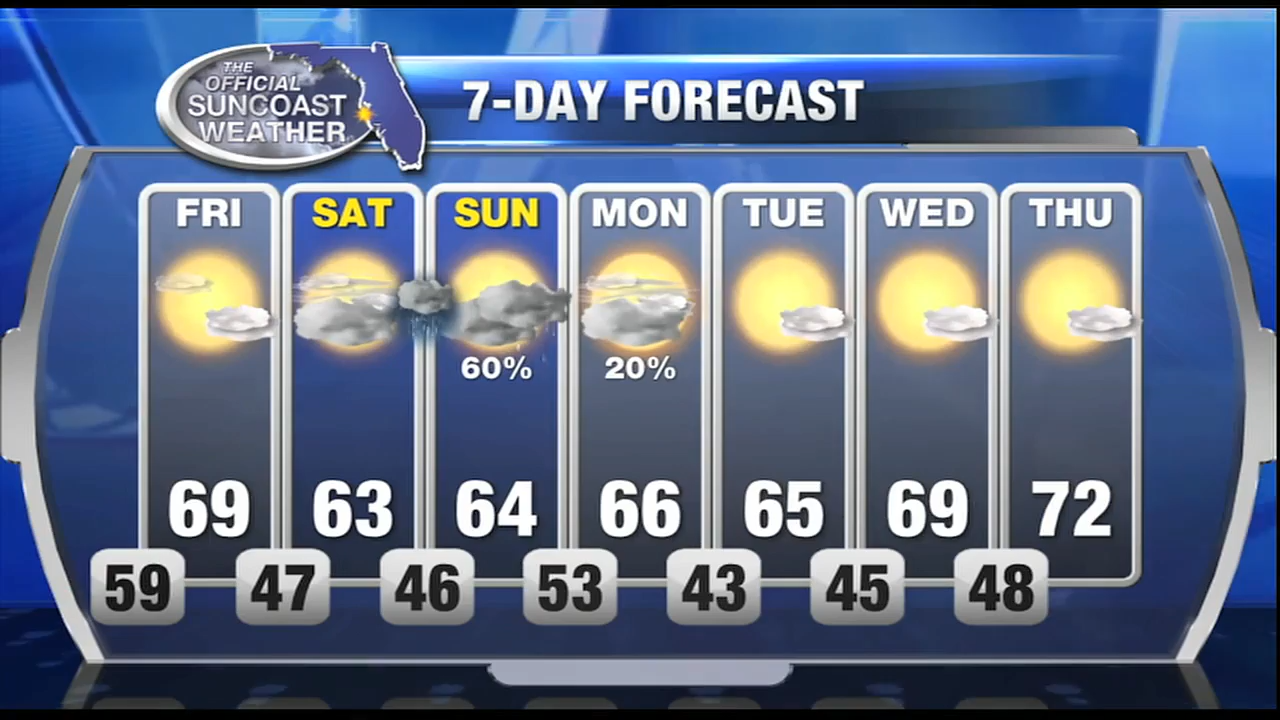 THE
OFFICIAL
SUNCOAST
WEATHER
7-DAY FORECAST
FRI SAT SUN MON TUE WED THU
60% 20%
69 63 64 66 65 69 72
59 47 46 53 43 45 48